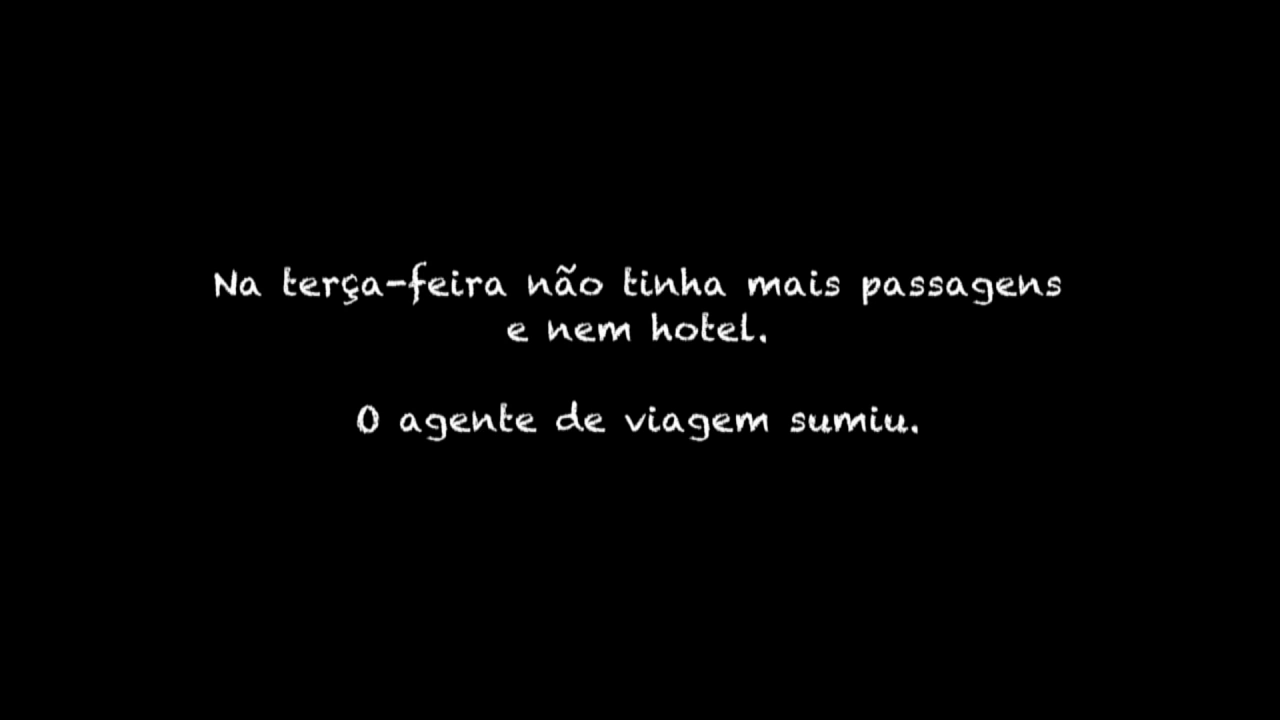 Na terça-feira não tinha mais passagens
e nem hotel.
O agente de viagem sumiu.